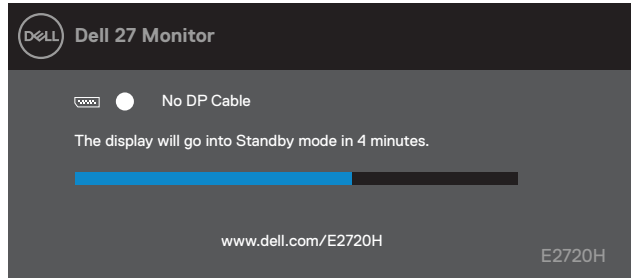 DELL
Dell 27 Monitor
No DP Cable
The display will go into Standby mode in 4 minutes.
www.dell.com/E2720H
E2720H